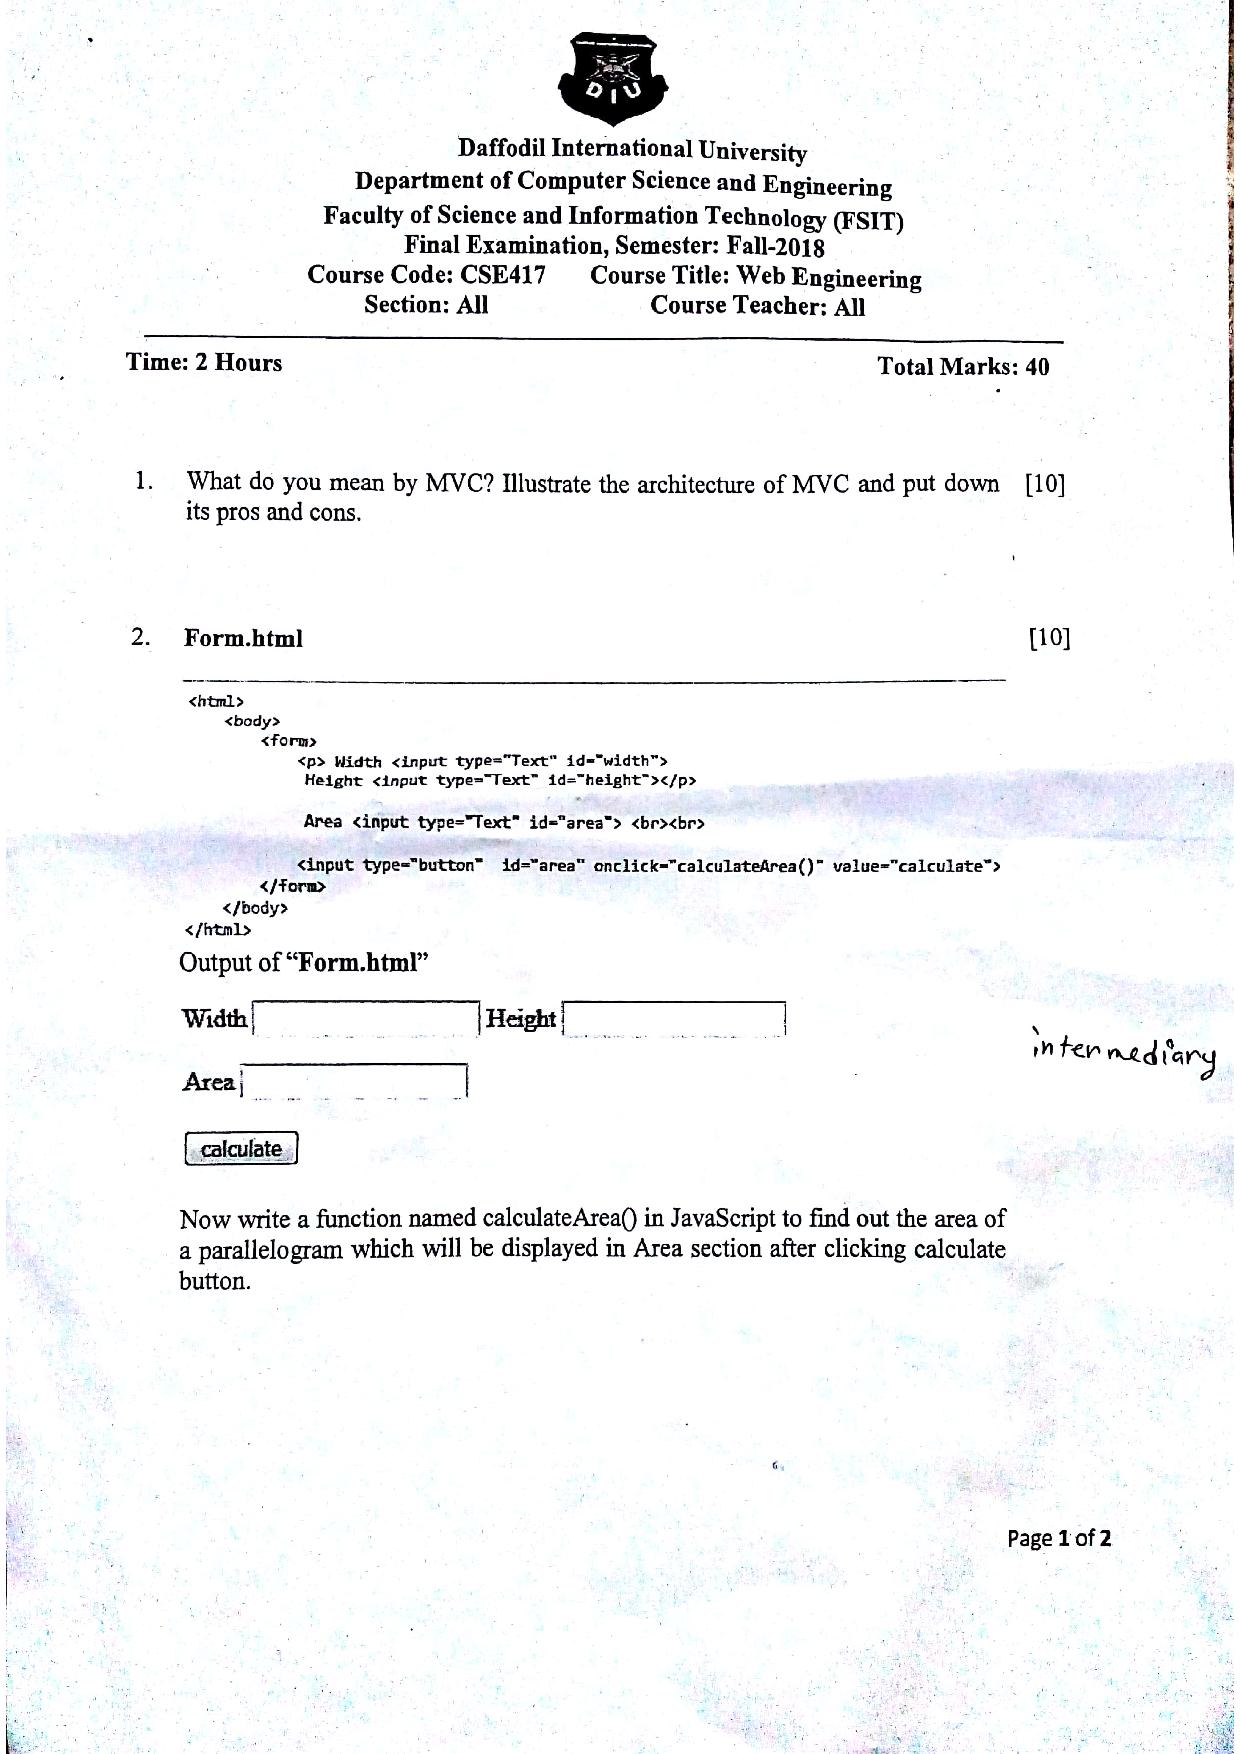 DIU
Daffodil International University
Department of Computer Science and Engineering
Faculty of Science and Information Technology (FSIT)
Final Examination, Semester: Fall-2018
Course Code: CSE417 Course Title: Web Engineering
Section: All Course Teacher: All
Time: 2 Hours Total Marks: 40
1. What do you mean by MVC? Illustrate the architecture of MVC and put down [10]
its pros and cons.
2. Form.html [10]
<html>
<body>
<form>
<p> Width <input type="Text" id="width">
Height <input type="Text" id="height"></p>
Area <input type="Text" id="area"> <br><br>
<input type="button" id="area" onclick="calculateArea()" value="calculate">
</form>
</body>
</html>
Output of “Form.html”
Width Height
intermediary
Area
calculate
Now write a function named calculateArea() in JavaScript to find out the area of
a parallelogram which will be displayed in Area section after clicking calculate
button.
Page 1 of 2